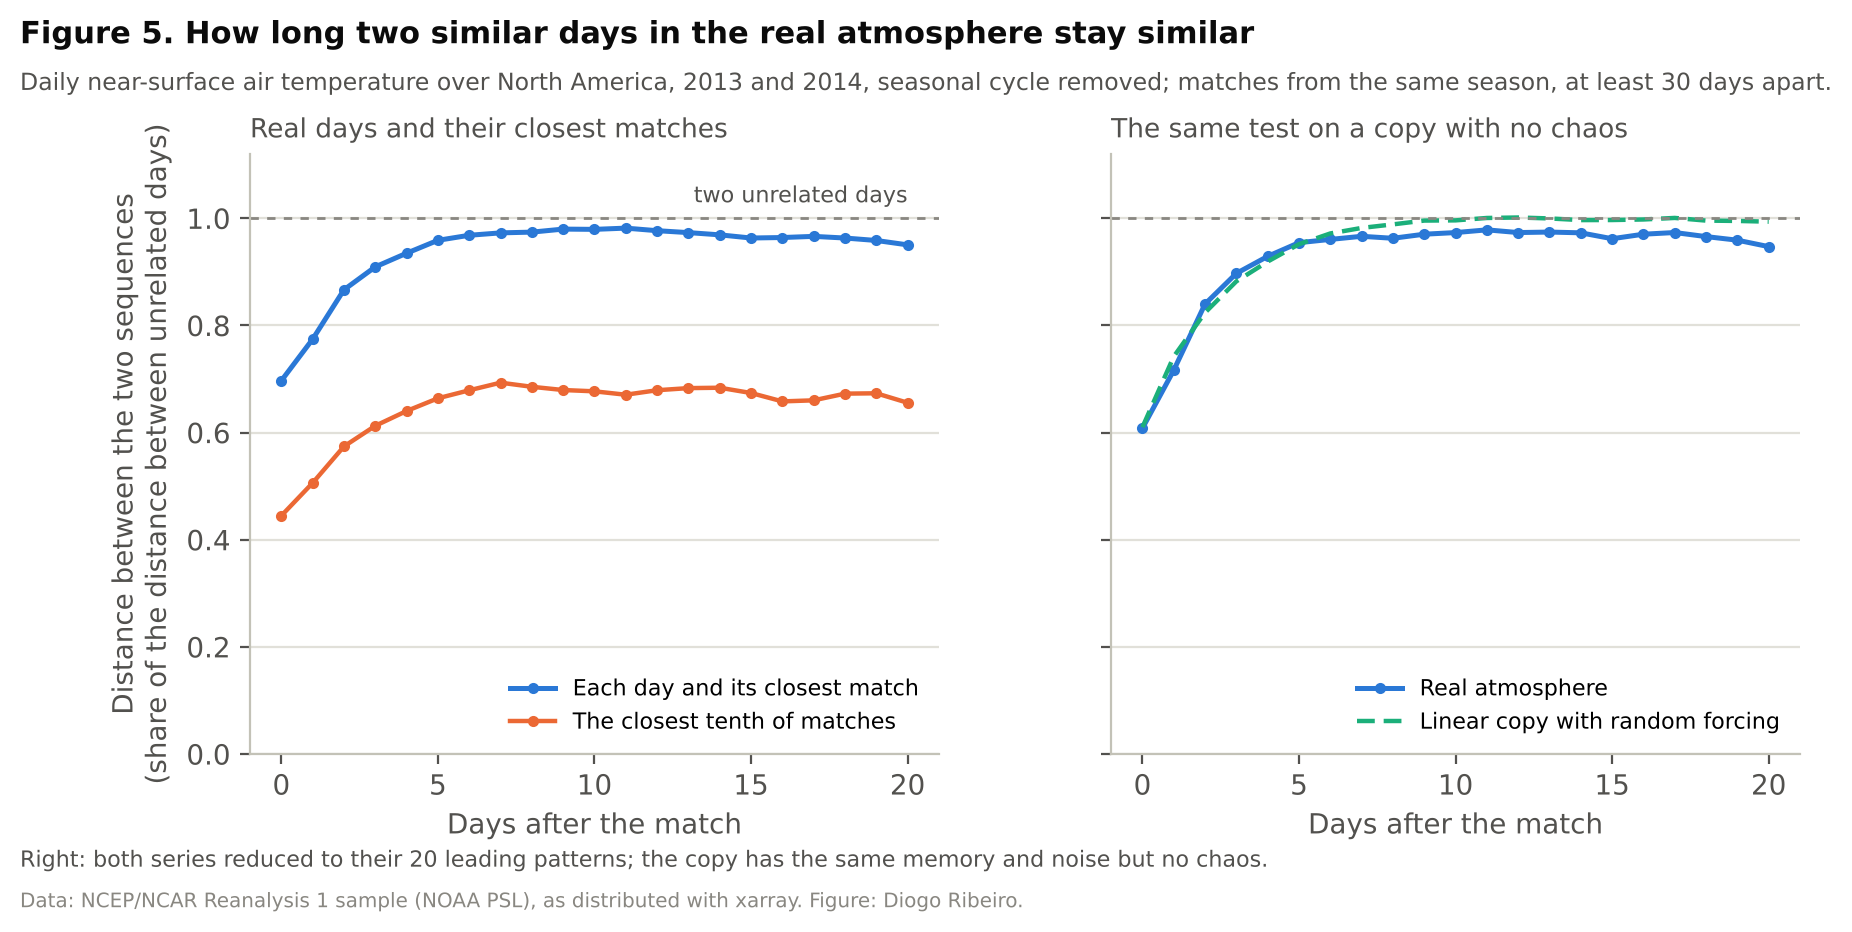 Figure 5. How long two similar days in the real atmosphere stay similar
Daily near-surface air temperature over North America, 2013 and 2014, seasonal cycle removed; matches from the same season, at least 30 days apart.
Real days and their closest matches
Distance between the two sequences
(share of the distance between unrelated days)
two unrelated days
1.0
0.8
0.6
0.4
0.2
0.0
Each day and its closest match
The closest tenth of matches
0 5 10 15 20
Days after the match
The same test on a copy with no chaos
Real atmosphere
Linear copy with random forcing
0 5 10 15 20
Days after the match
Right: both series reduced to their 20 leading patterns; the copy has the same memory and noise but no chaos.
Data: NCEP/NCAR Reanalysis 1 sample (NOAA PSL), as distributed with xarray. Figure: Diogo Ribeiro.